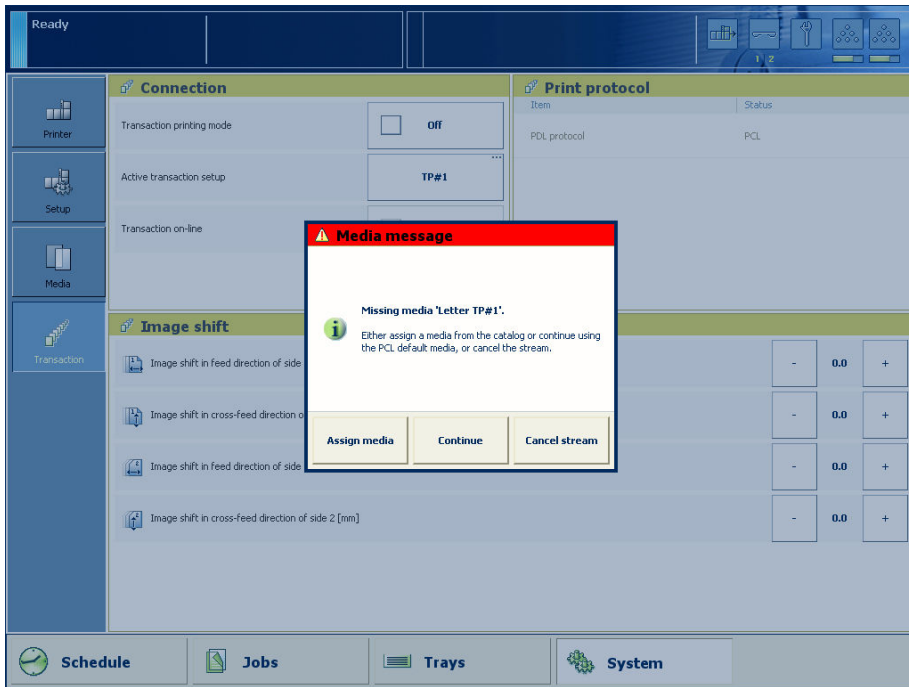 Ready
1 2
Printer
Setup
Media
Transaction
Connection
Transaction printing mode
Off
Active transaction setup
...
TP#1
Transaction on-line
Print protocol
Item Status
PDL protocol PCL
Media message
Missing media 'Letter TP#1'.
Either assign a media from the catalog or continue using
the PCL default media, or cancel the stream.
Assign media Continue Cancel stream
Image shift
Image shift in feed direction of side
- 0.0 +
Image shift in cross-feed direction o
- 0.0 +
Image shift in feed direction of side
- 0.0 +
Image shift in cross-feed direction of side 2 [mm]
- 0.0 +
Schedule Jobs Trays System